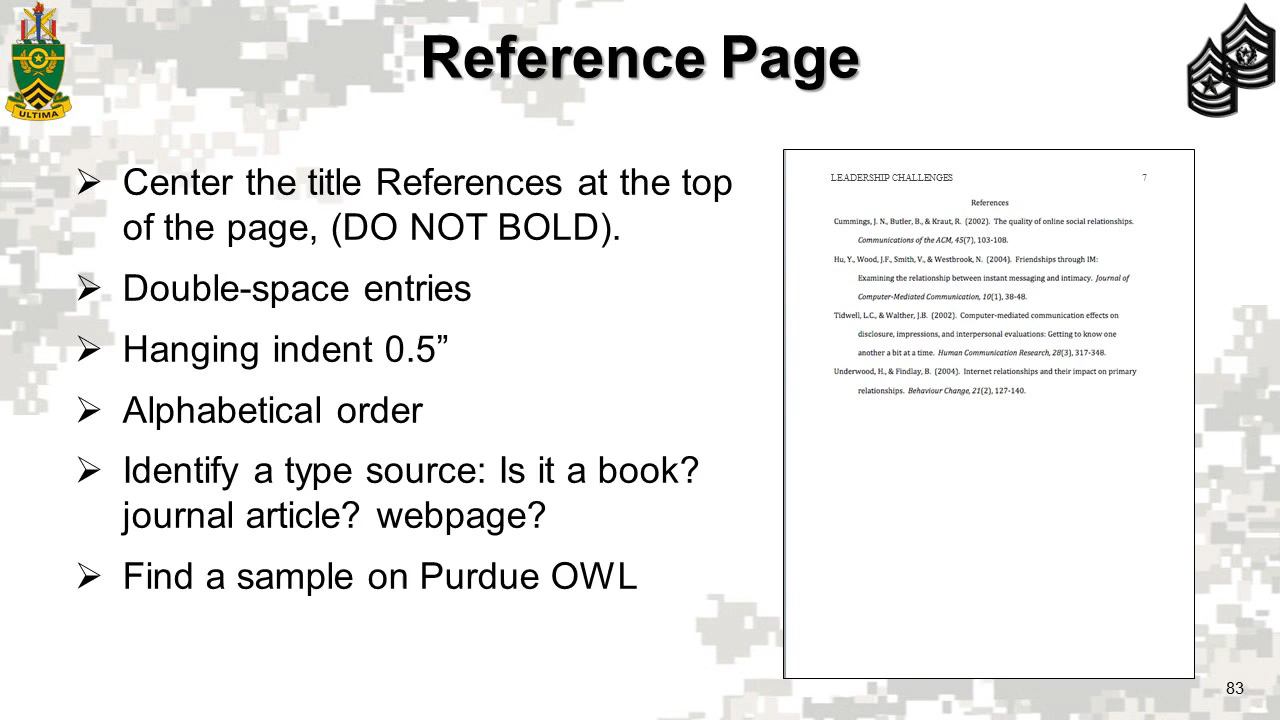 Reference Page
ULTIMA
➢ Center the title References at the top
of the page, (DO NOT BOLD).
➢ Double-space entries
➢ Hanging indent 0.5”
➢ Alphabetical order
➢ Identify a type source: Is it a book?
journal article? webpage?
➢ Find a sample on Purdue OWL
LEADERSHIP CHALLENGES 7
References
Cummings, J. N., Butler, B., & Kraut, R. (2002). The quality of online social relationships.
Communications of the ACM, 45(7), 103-108.
Hu, Y., Wood, J.F., Smith, V., & Westbrook, N. (2004). Friendships through IM:
Examining the relationship between instant messaging and intimacy. Journal of
Computer-Mediated Communication, 10(1), 38-48.
Tidwell, L.C., & Walther, J.B. (2002). Computer-mediated communication effects on
disclosure, impressions, and interpersonal evaluations: Getting to know one
another a bit at a time. Human Communication Research, 28(3), 317-348.
Underwood, H., & Findlay, B. (2004). Internet relationships and their impact on primary
relationships. Behaviour Change, 21(2), 127-140.
83